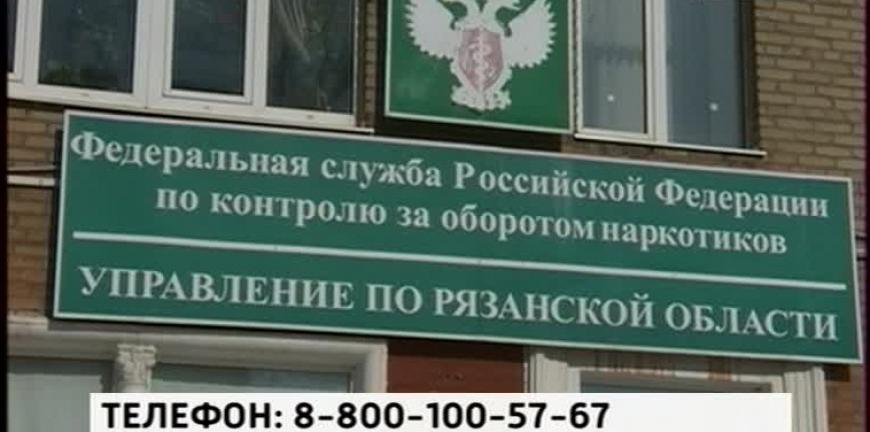 Федеральная служба Российской Федерации
по контролю за оборотом наркотиков
УПРАВЛЕНИЕ ПО РЯЗАНСКОЙ ОБЛАСТИ
ТЕЛЕФОН: 8-800-100-57-67